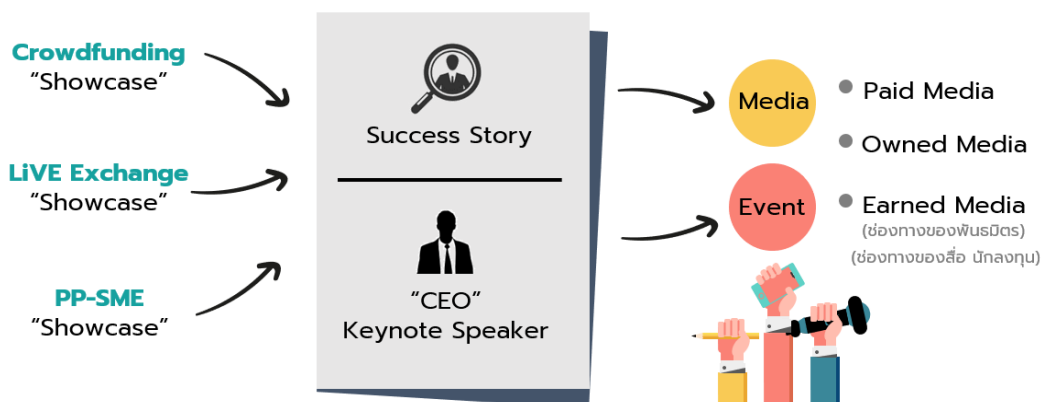 Crowdfunding
“Showcase”
LiVE Exchange
“Showcase”
PP-SME
“Showcase”
Success Story
“CEO”
Keynote Speaker
Media
Event
Paid Media
Owned Media
Earned Media
(ช่องทางของพันธมิตร)
(ช่องทางของสื่อ นักลงทุน)